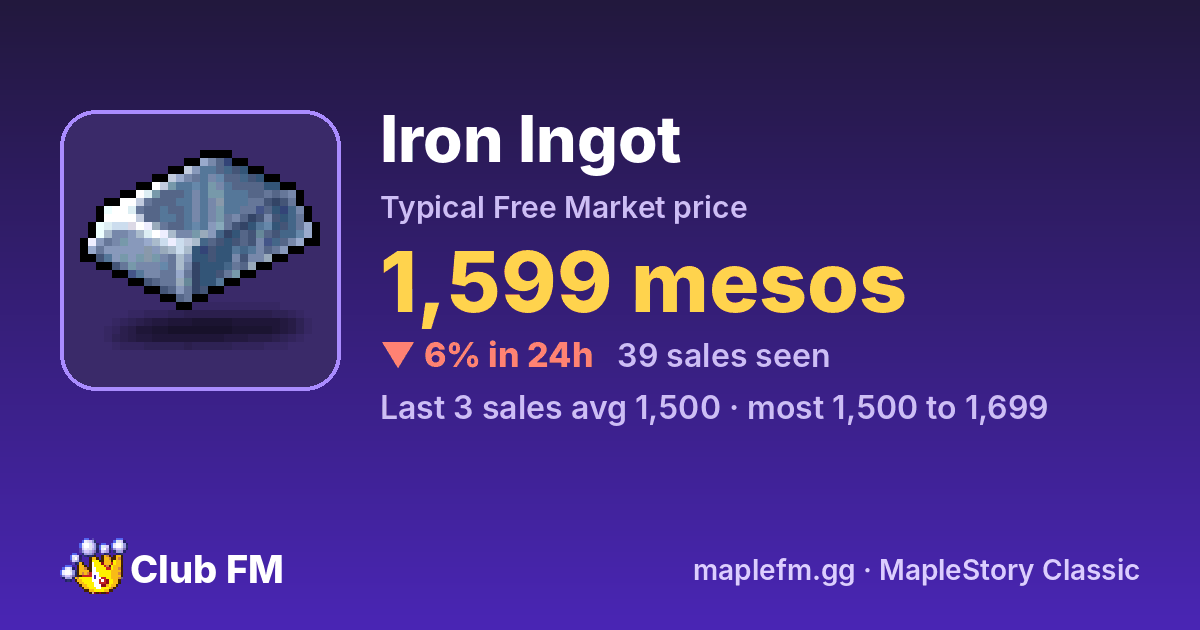 Iron Ingot
Typical Free Market price
1,599 mesos
▼ 6% in 24h 39 sales seen
Last 3 sales avg 1,500 · most 1,500 to 1,699
Club FM
maplefm.gg · MapleStory Classic